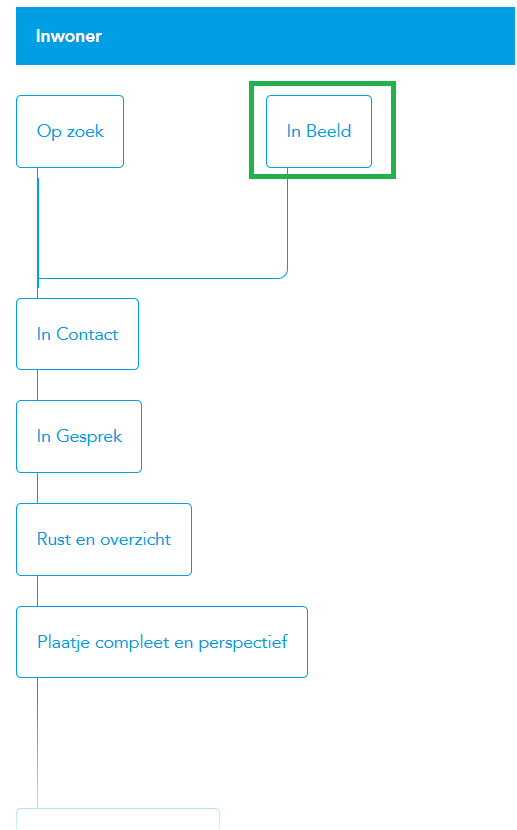 Inwoner
Op zoek
In Beeld
In Contact
In Gesprek
Rust en overzicht
Plaatje compleet en perspectief